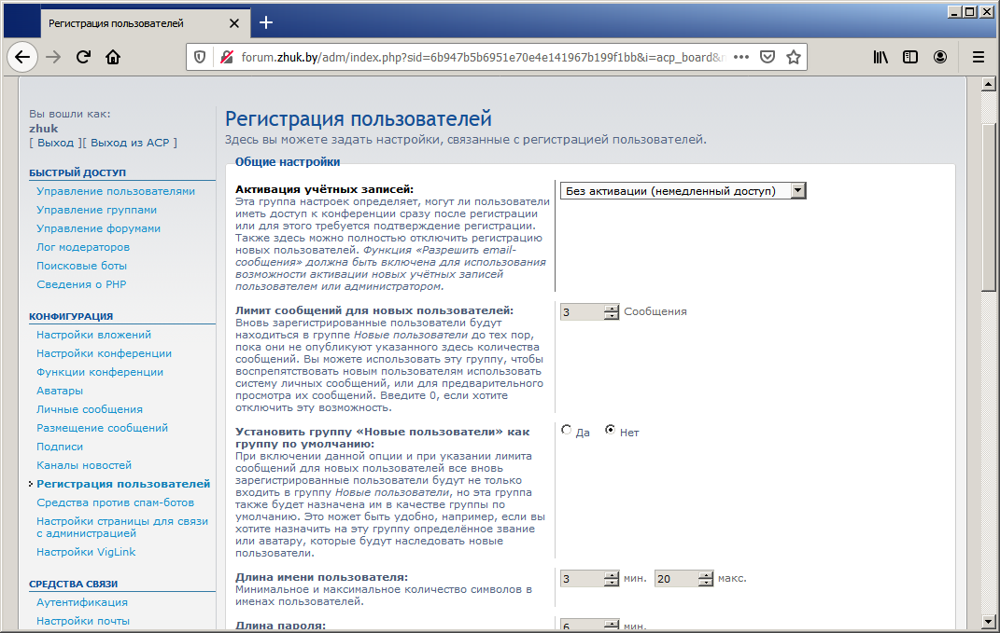 Регистрация пользователей
forum.zhuk.by/adm/index.php?sid=6b947b5b6951e70e4e141967b199f1bb&i=acp_board&
Вы вошли как:
zhuk
[ Выход ][ Выход из ACP ]
БЫСТРЫЙ ДОСТУП
Управление пользователями
Управление группами
Управление форумами
Лог модераторов
Поисковые боты
Сведения о PHP
КОНФИГУРАЦИЯ
Настройки вложений
Настройки конференции
Функции конференции
Аватары
Личные сообщения
Размещение сообщений
Подписи
Каналы новостей
Регистрация пользователей
Средства против спам-ботов
Настройки страницы для связи
с администрацией
Настройки VigLink
СРЕДСТВА СВЯЗИ
Аутентификация
Настройки почты
Регистрация пользователей
Здесь вы можете задать настройки, связанные с регистрацией пользователей.
Общие настройки
Активация учётных записей:
Эта группа настроек определяет, могут ли пользователи
иметь доступ к конференции сразу после регистрации
или для этого требуется подтверждение регистрации.
Также здесь можно полностью отключить регистрацию
новых пользователей. Функция «Разрешить email-
сообщения» должна быть включена для использования
возможности активации новых учётных записей
пользователем или администратором.
Без активации (немедленный доступ)
Лимит сообщений для новых пользователей:
Вновь зарегистрированные пользователи будут
находиться в группе Новые пользователи до тех пор,
пока они не опубликуют указанного здесь количества
сообщений. Вы можете использовать эту группу, чтобы
воспрепятствовать новым пользователям использовать
систему личных сообщений, или для предварительного
просмотра их сообщений. Введите 0, если хотите
отключить эту возможность.
3 Сообщения
Установить группу «Новые пользователи» как
группу по умолчанию:
При включении данной опции и при указании лимита
сообщений для новых пользователей все вновь
зарегистрированные пользователи будут не только
входить в группу Новые пользователи, но эта группа
также будет назначена им в качестве группы по
умолчанию. Это может быть удобно, например, если вы
хотите назначить на эту группу определённое звание
или аватару, которые будут наследовать новые
пользователи.
Да Нет
Длина имени пользователя:
Минимальное и максимальное количество символов в
именах пользователей.
3 мин. 20 макс.
Длина пароля:
6 мин.